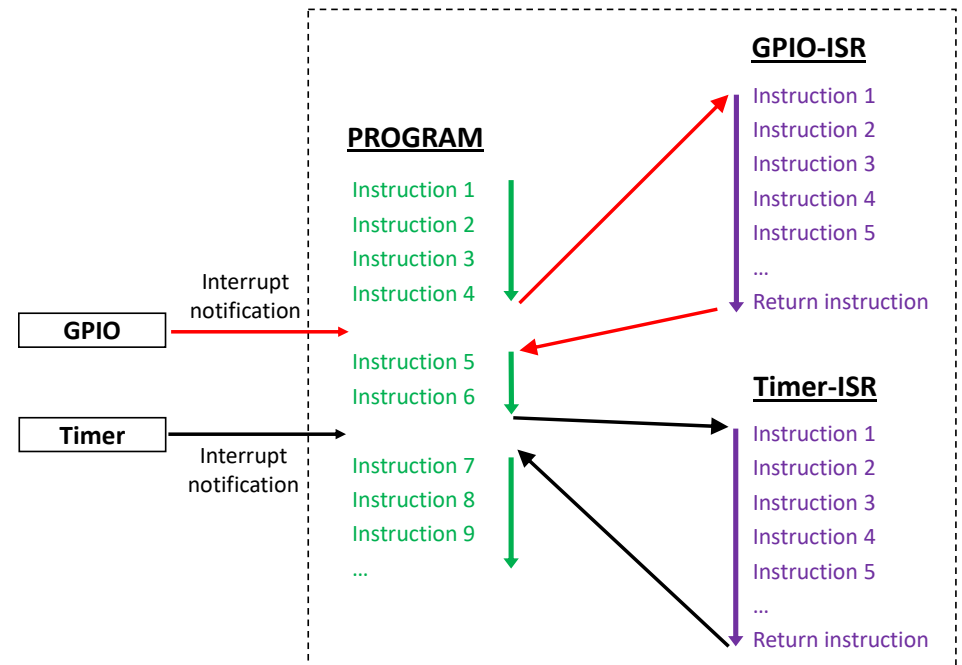 GPIO
Interrupt
notification
Timer
Interrupt
notification
PROGRAM
Instruction 1
Instruction 2
Instruction 3
Instruction 4
Instruction 5
Instruction 6
Instruction 7
Instruction 8
Instruction 9
...
GPIO-ISR
Instruction 1
Instruction 2
Instruction 3
Instruction 4
Instruction 5
...
Return instruction
Timer-ISR
Instruction 1
Instruction 2
Instruction 3
Instruction 4
Instruction 5
...
Return instruction